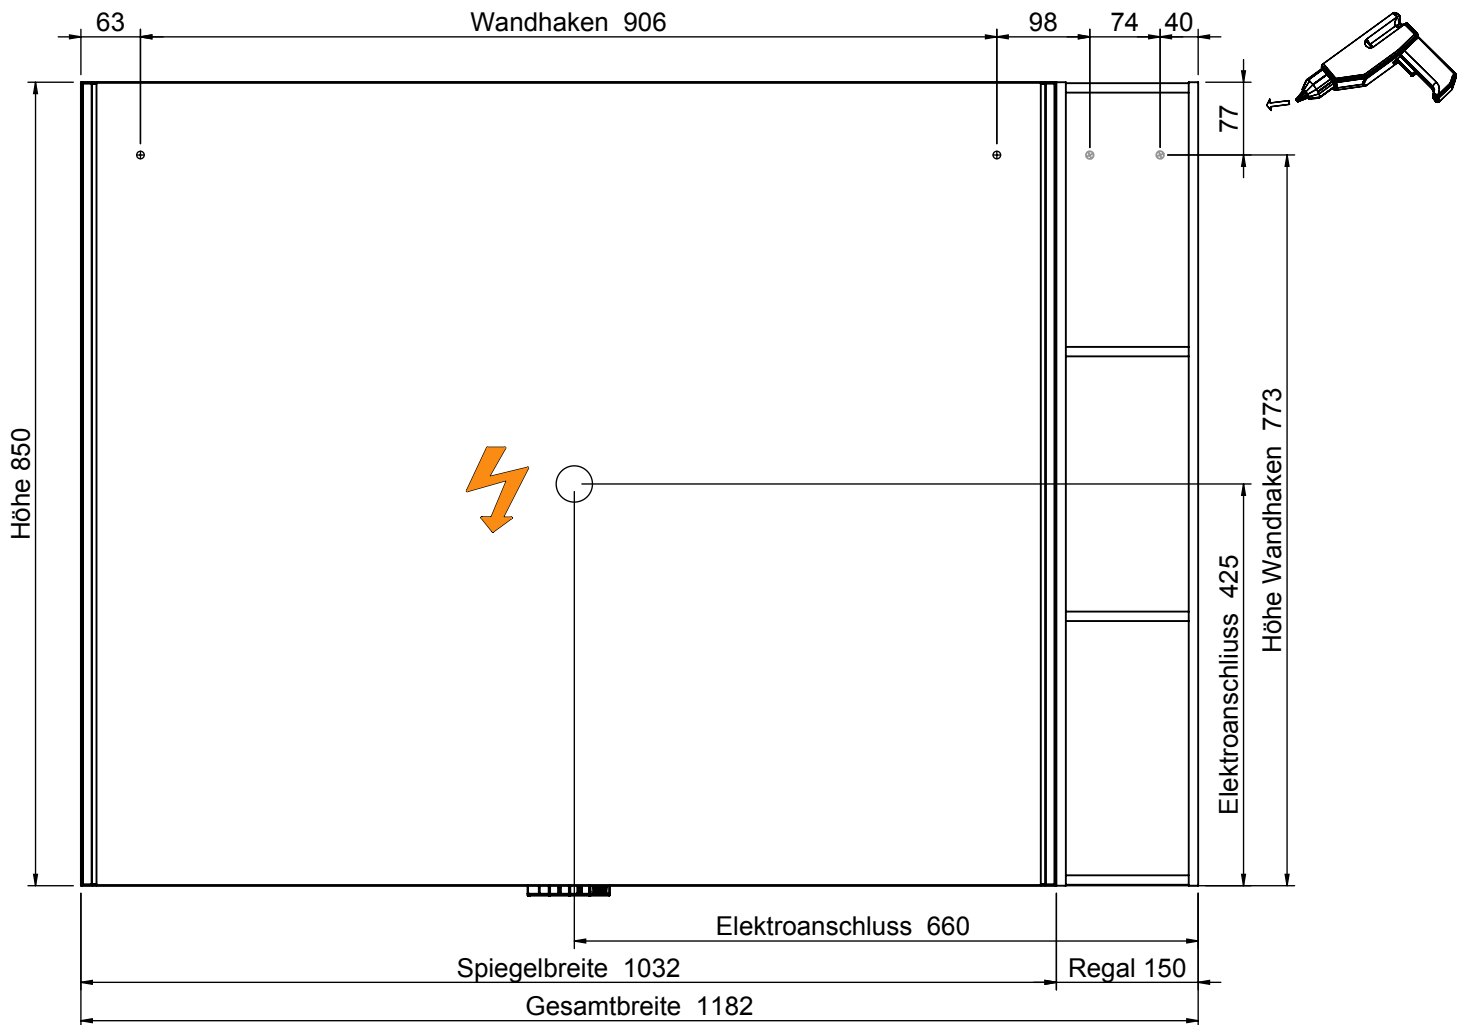 63
Wandhaken 906
98
74
40
77
Höhe 850
Höhe Wandhaken 773
Elektroanschliuss 425
Elektroanschluss 660
Spiegelbreite 1032
Regal 150
Gesamtbreite 1182